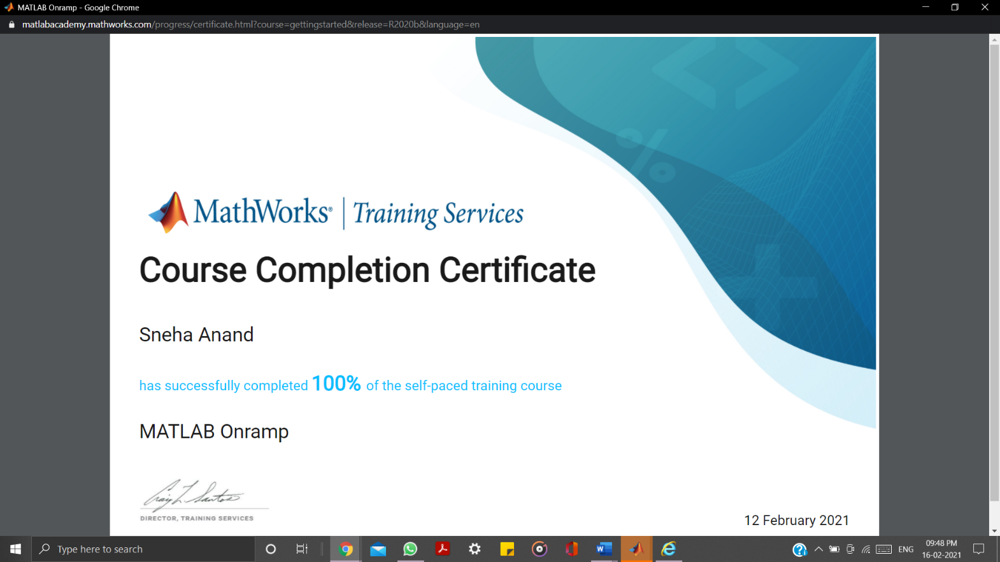 MATLAB Onramp - Google Chrome
matlabacademy.mathworks.com/progress/certificate.html?course=gettingstarted&release=R2020b&language=en
MathWorks® | Training Services
Course Completion Certificate
Sneha Anand
has successfully completed 100% of the self-paced training course
MATLAB Onramp
Craig L. Santos
DIRECTOR, TRAINING SERVICES
12 February 2021
Type here to search
ENG
09:48 PM
16-02-2021